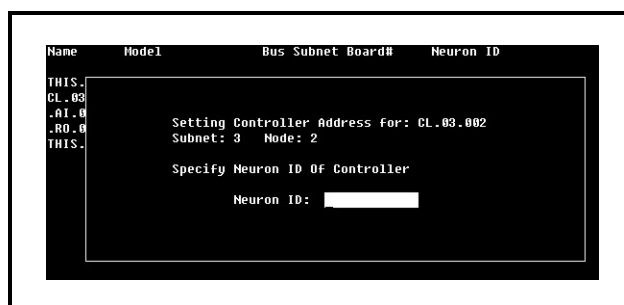 Name Model Bus Subnet Board# Neuron ID
THIS.
CL.03
.AI.0
.RO.0
THIS.
Setting Controller Address for: CL.03.002
Subnet: 3 Node: 2
Specify Neuron ID Of Controller
Neuron ID: